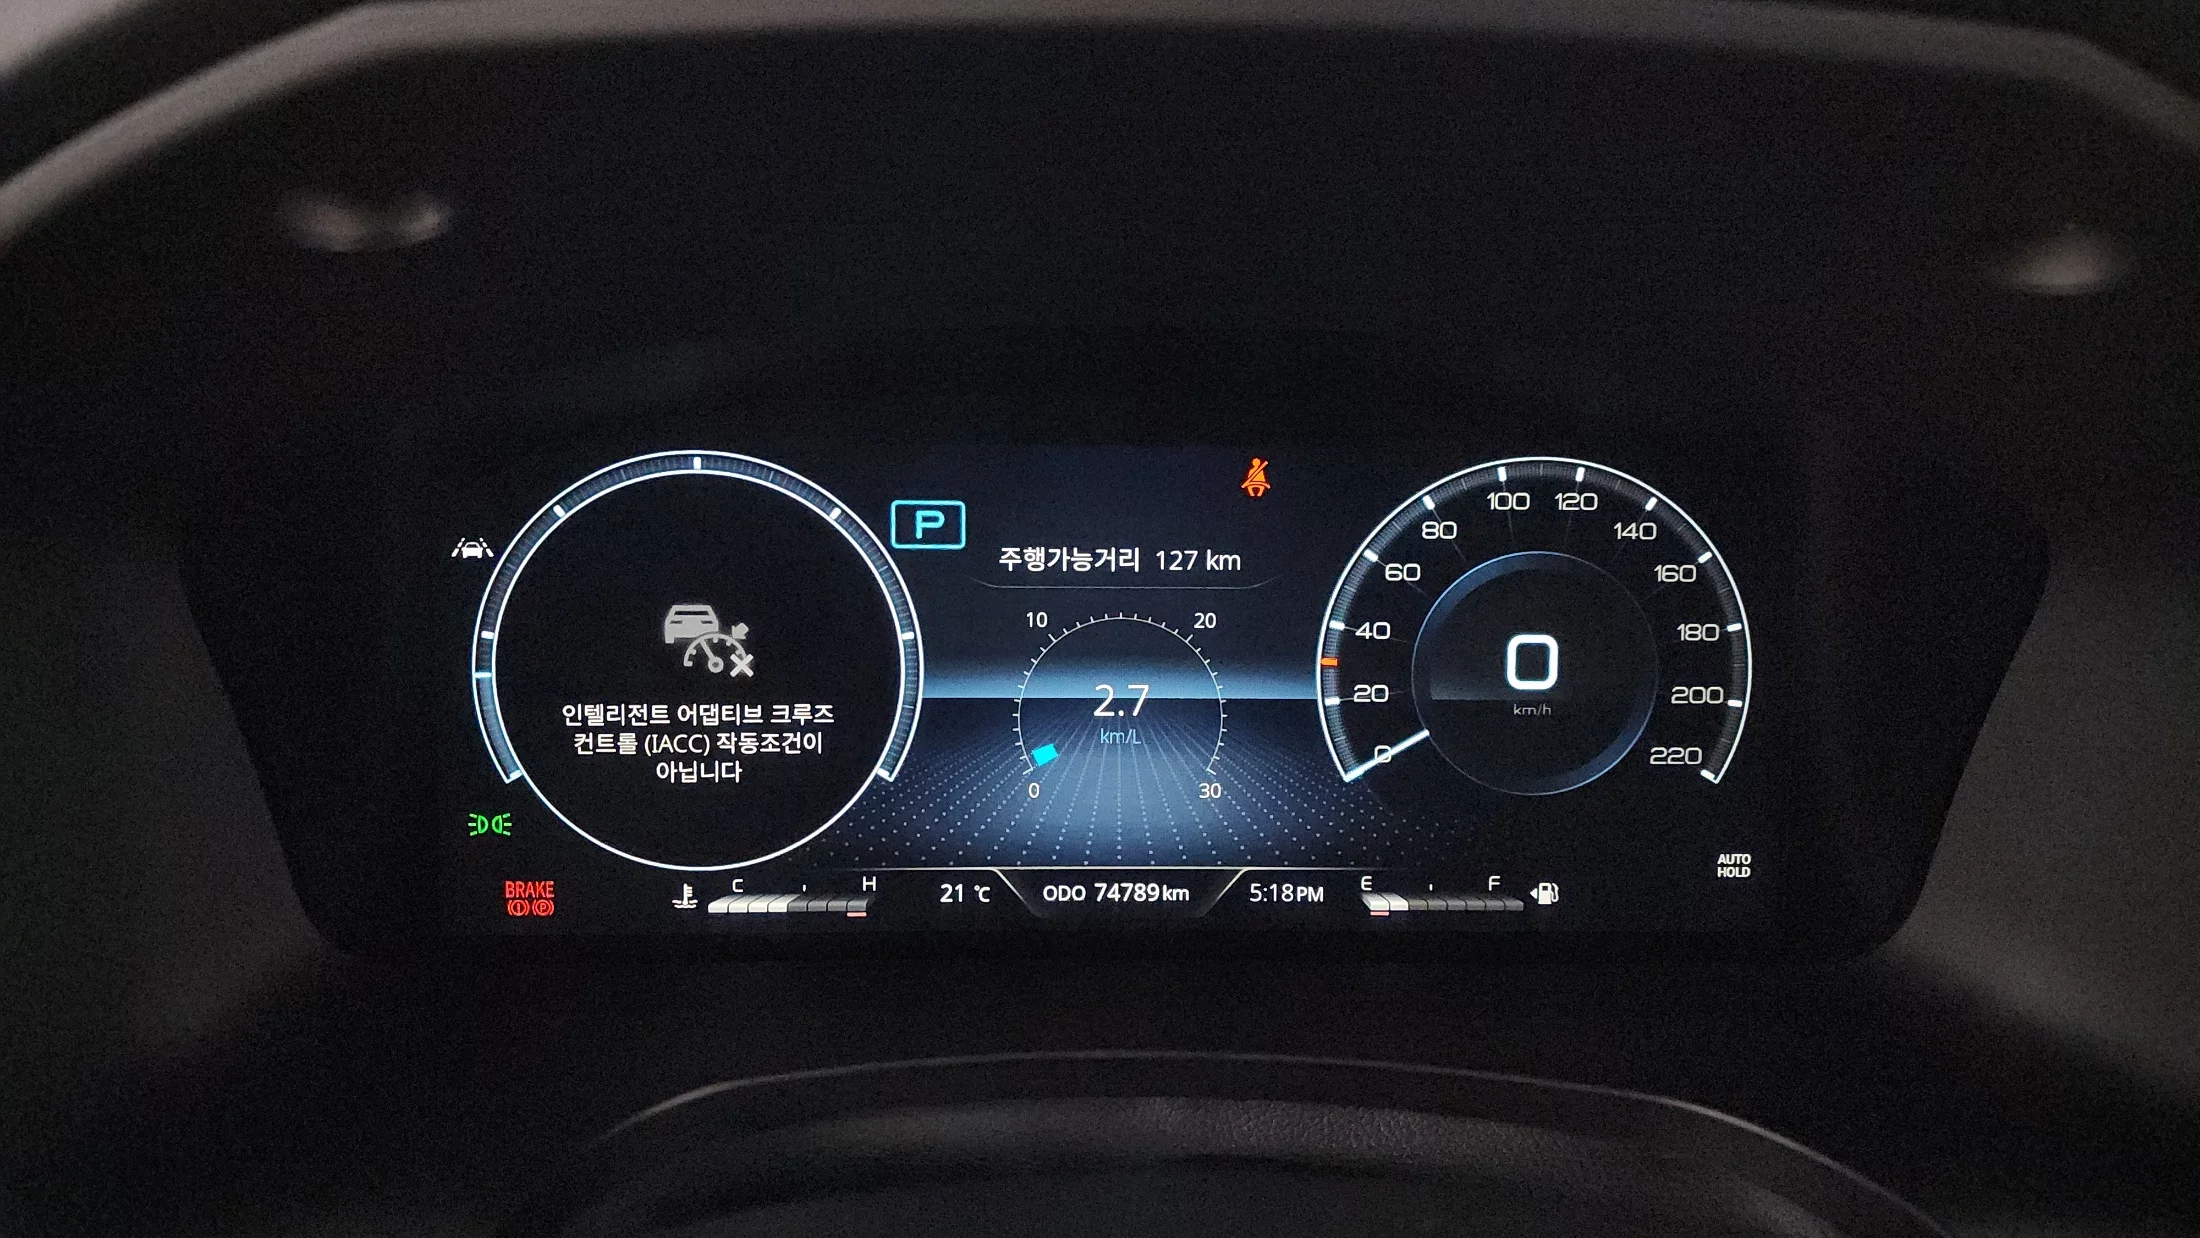 P
주행가능거리 127 km
인텔리전트 어댑티브 크루즈
컨트롤 (IACC) 작동조건이
아닙니다
10
20
2.7
km/L
0
30
0
20
40
60
80
100
120
140
160
180
200
220
0
km/h
AUTO
HOLD
BRAKE
(P)
C
H
21 ℃
ODO 74789km
5:18PM
E
F